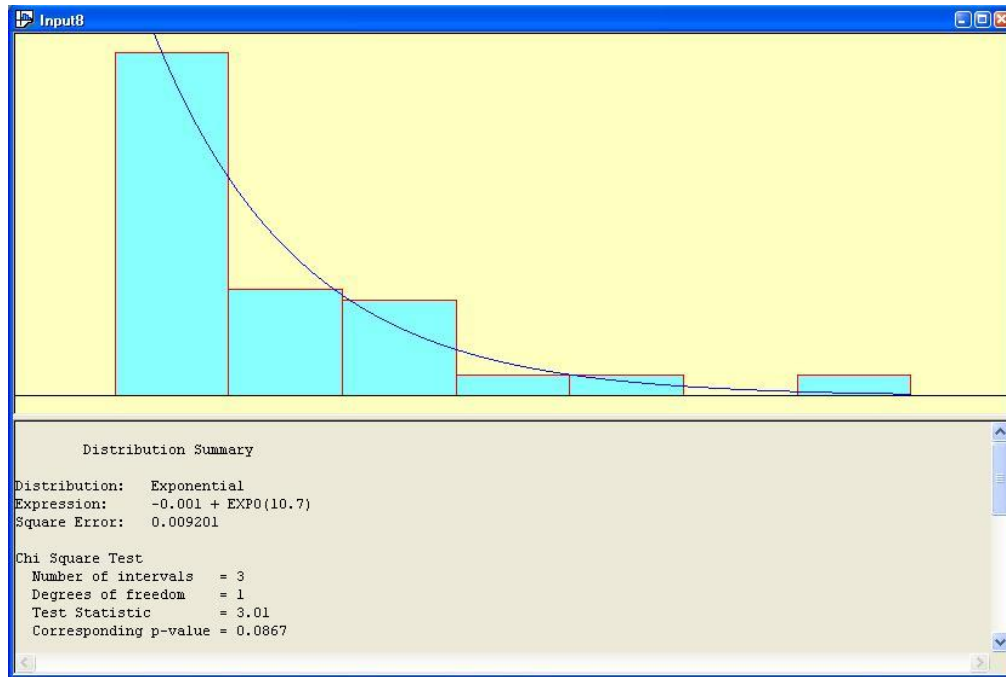 Input8
Distribution Summary
Distribution: Exponential
Expression: -0.001 + EXPO(10.7)
Square Error: 0.009201
Chi Square Test
Number of intervals = 3
Degrees of freedom = 1
Test Statistic = 3.01
Corresponding p-value = 0.0867